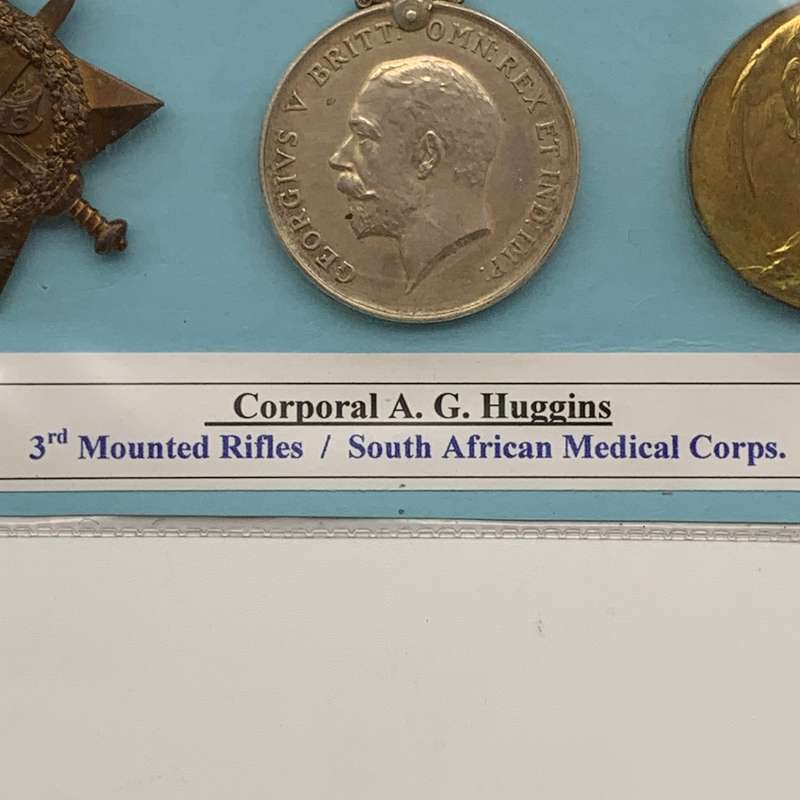 GEORGIVS V BRITT: OMN: REX ET IND: IMP:
Corporal A. G. Huggins
3rd Mounted Rifles / South African Medical Corps.